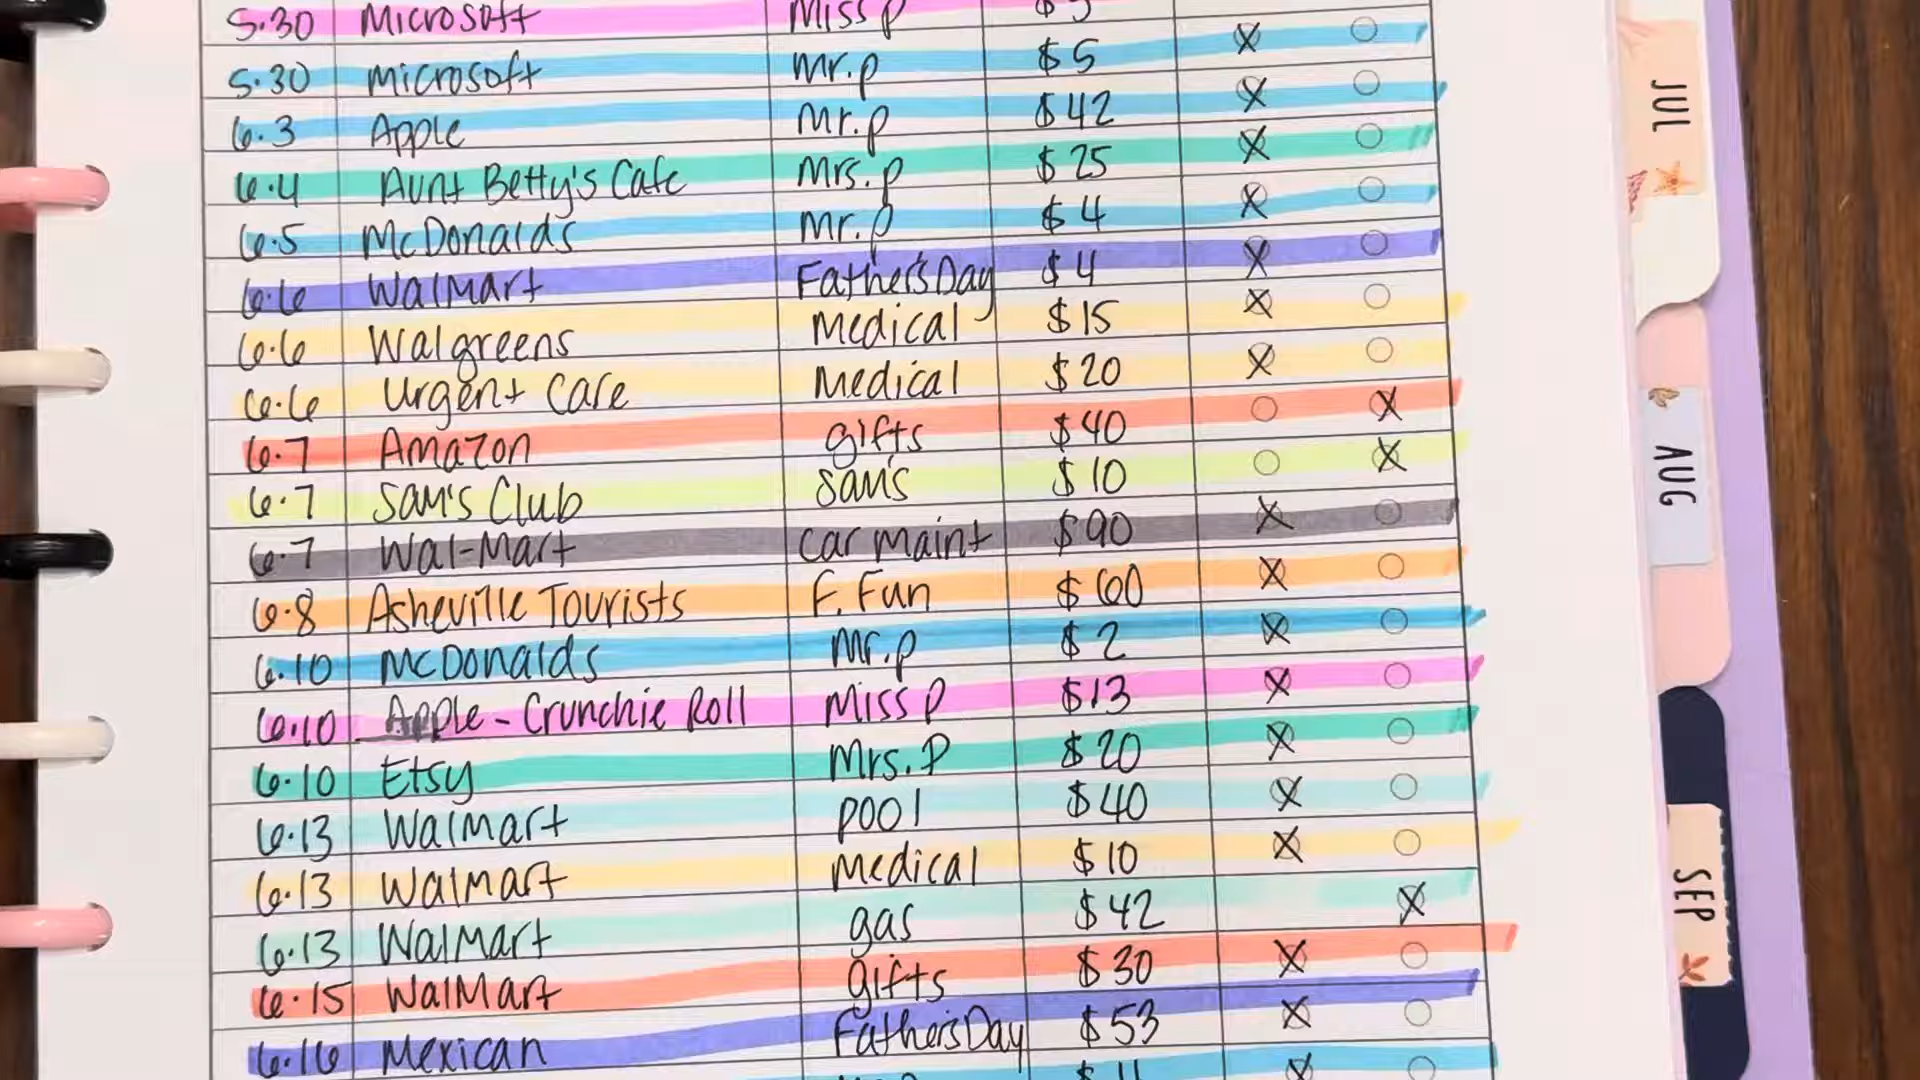 5.30 Microsoft Miss P $5
5.30 Microsoft Mr. P $5
6.3 Apple Mr. P $42
6.4 Aunt Betty's Cafe Mrs. P $25
6.5 McDonalds Mr. P $4
6.6 Walmart Father's Day $4
6.6 Walgreens Medical $15
6.6 Urgent Care Medical $20
6.7 Amazon gifts $40
6.7 Sam's Club Sam's $10
6.7 Wal-Mart Car Maint $90
6.8 Asheville Tourists F. Fun $60
6.10 McDonalds Mr. P $2
6.10 Apple - Crunchie Roll Miss P $13
6.10 Etsy Mrs. P $20
6.13 Walmart pool $40
6.13 Walmart Medical $10
6.13 Walmart gas $42
6.15 Walmart gifts $30
6.16 Mexican Father's Day $53
JUL
AUG
SEP